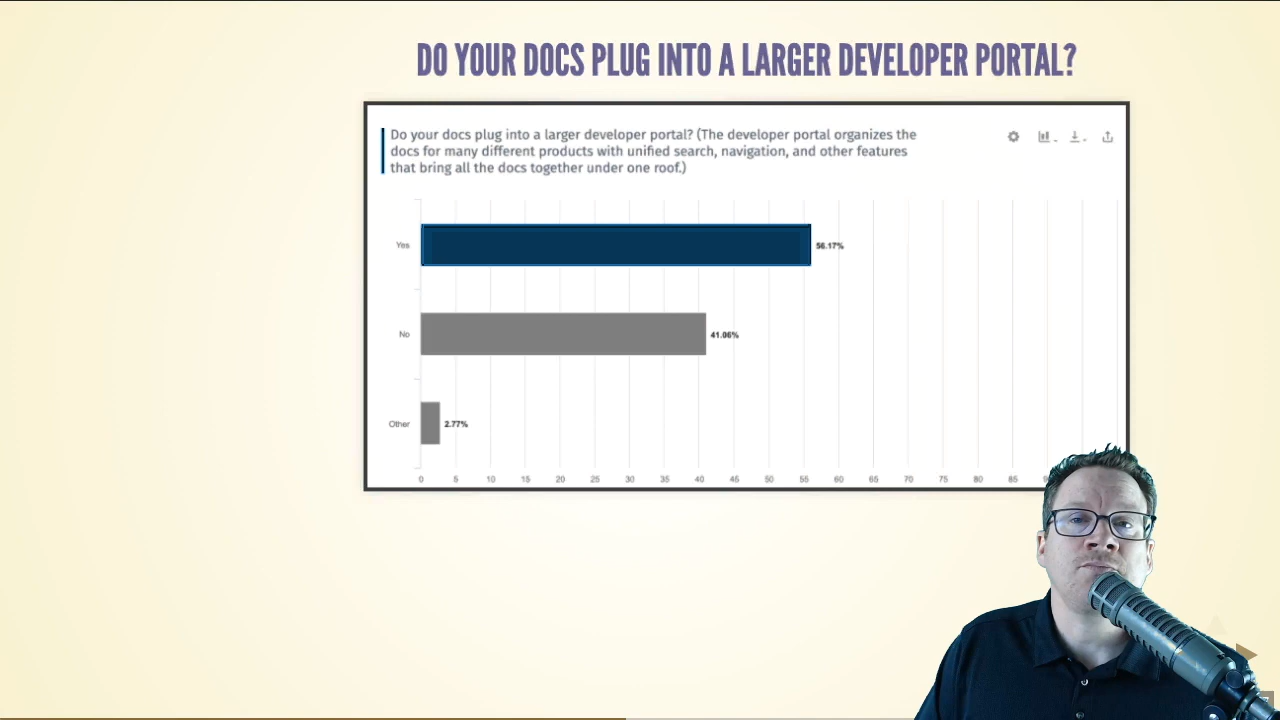 DO YOUR DOCS PLUG INTO A LARGER DEVELOPER PORTAL?
Do your docs plug into a larger developer portal? (The developer portal organizes the
docs for many different products with unified search, navigation, and other features
that bring all the docs together under one roof.)
Yes 56.17%
No 41.06%
Other 2.77%
0 5 10 15 20 25 30 35 40 45 50 55 60 65 70 75 80 85